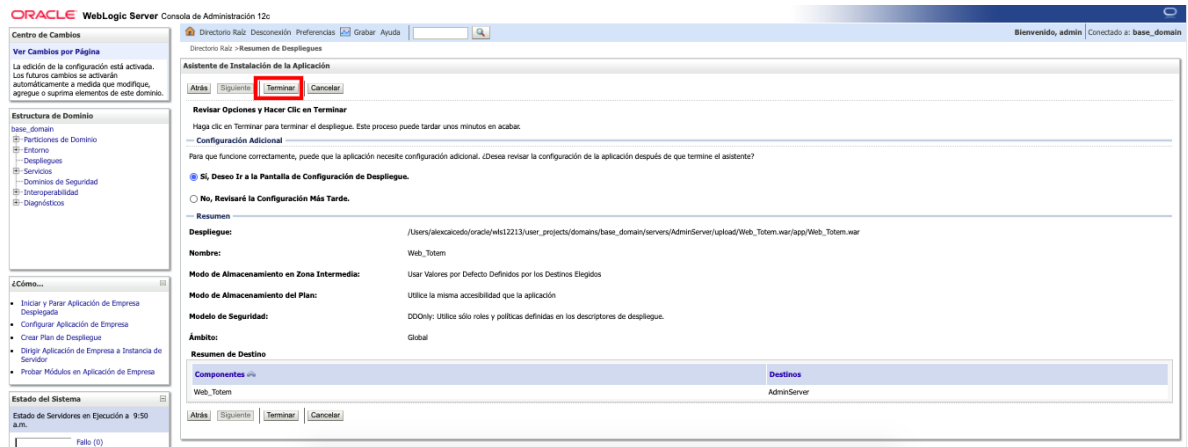 ORACLE WebLogic Server Consola de Administración 12c
Centro de Cambios
Ver Cambios por Página
La edición de la configuración está activada.
Los futuros cambios se activarán
automáticamente a medida que modifique,
agregue o suprima elementos de este dominio.
Estructura de Dominio
base_domain
Particiones de Dominio
Entorno
Despliegues
Servicios
Dominios de Seguridad
Interoperabilidad
Diagnósticos
¿Cómo...
Iniciar y Parar Aplicación de Empresa
Desplegada
Configurar Aplicación de Empresa
Crear Plan de Despliegue
Dirigir Aplicación de Empresa a Instancia de
Servidor
Probar Módulos en Aplicación de Empresa
Estado del Sistema
Estado de Servidores en Ejecución a 9:50
a.m.
Fallo (0)
Directorio Raíz Desconexión Preferencias Grabar Ayuda
Bienvenido, admin Conectado a: base_domain
Directorio Raíz >Resumen de Despliegues
Asistente de Instalación de la Aplicación
Atrás Siguiente Terminar Cancelar
Revisar Opciones y Hacer Clic en Terminar
Haga clic en Terminar para terminar el despliegue. Este proceso puede tardar unos minutos en acabar.
Configuración Adicional
Para que funcione correctamente, puede que la aplicación necesite configuración adicional. ¿Desea revisar la configuración de la aplicación después de que termine el asistente?
Sí, Deseo Ir a la Pantalla de Configuración de Despliegue.
No, Revisaré la Configuración Más Tarde.
Resumen
Despliegue: /Users/alexcaicedo/oracle/wls12213/user_projects/domains/base_domain/servers/AdminServer/upload/Web_Totem.war/app/Web_Totem.war
Nombre: Web_Totem
Modo de Almacenamiento en Zona Intermedia: Usar Valores por Defecto Definidos por los Destinos Elegidos
Modo de Almacenamiento del Plan: Utilice la misma accesibilidad que la aplicación
Modelo de Seguridad: DDOnly: Utilice sólo roles y políticas definidas en los descriptores de despliegue.
Ámbito: Global
Resumen de Destino
Componentes Destinos
Web_Totem AdminServer
Atrás Siguiente Terminar Cancelar